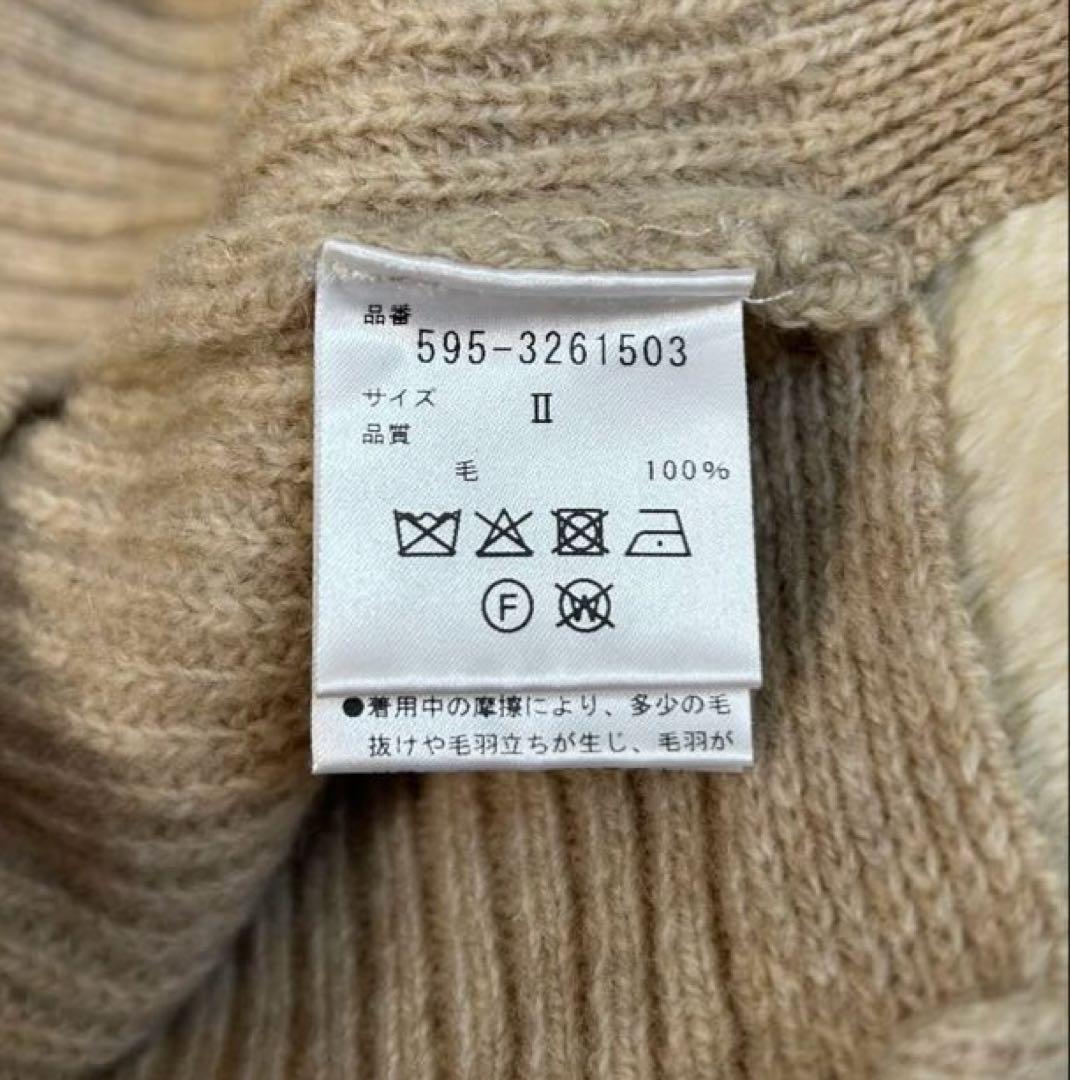 品番
595-3261503
サイズ Ⅱ
品質
毛 100%
F W
●着用中の摩擦により、多少の毛
抜けや毛羽立ちが生じ、毛羽が